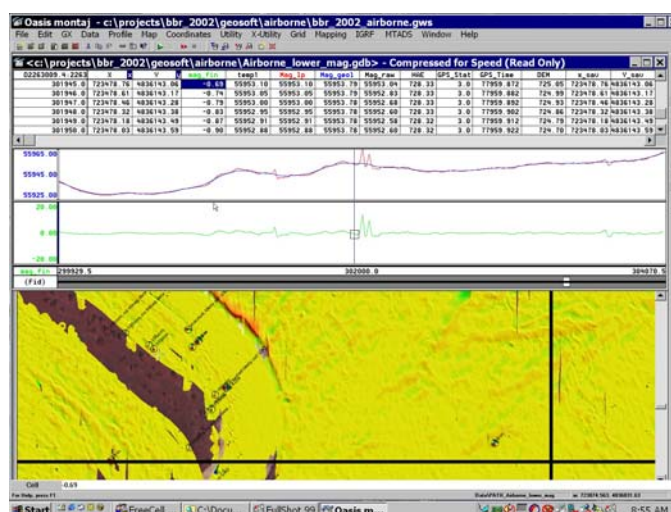 Oasis montaj - c:\projects\bbr_2002\geosoft\airborne\bbr_2002_airborne.gws
File Edit GX Data Profile Map Coordinates Utility X-Utility Grid Mapping IGRF MTADS Window Help
<c:\projects\bbr_2002\geosoft\airborne\Airborne_lower_mag.gdb> - Compressed for Speed (Read Only)
D2263009.4:2263 X x Y y mag_fin temp1 Mag_lp Mag_geol Mag_raw HAE GPS_Stat GPS_Time DEM x_sav Y_sav
301945.0 723478.76 4836143.06 -0.69 55953.10 55953.10 55953.79 55953.04 728.33 3.0 77959.872 725.05 723478.76 4836143.06
301946.0 723478.61 4836143.17 -0.74 55953.05 55953.05 55953.79 55952.83 728.33 3.0 77959.882 724.99 723478.61 4836143.17
301947.0 723478.46 4836143.28 -0.79 55953.00 55953.00 55953.78 55952.68 728.33 3.0 77959.892 724.93 723478.46 4836143.28
301948.0 723478.32 4836143.38 -0.83 55952.95 55952.95 55953.78 55952.60 728.33 3.0 77959.902 724.86 723478.32 4836143.38
301949.0 723478.18 4836143.49 -0.87 55952.91 55952.91 55953.78 55952.58 728.32 3.0 77959.912 724.79 723478.18 4836143.49
301950.0 723478.03 4836143.59 -0.90 55952.88 55952.88 55953.78 55952.60 728.32 3.0 77959.922 724.70 723478.03 4836143.59
55965.00
55945.00
55925.00
20.00
0.00
-20.00
mag_fin 299929.5 302000.0 304070.5
(Fid)
Cell -0.69
For Help, press F1
Start FreeCell C:\Docu... FullShot 99 Oasis m... 8:55 AM